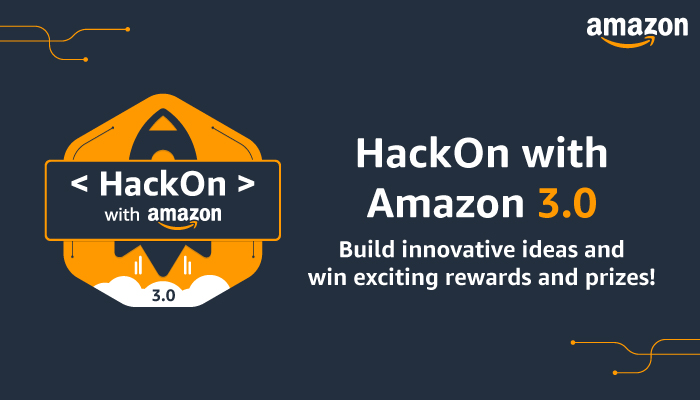 amazon
< HackOn >
with amazon
3.0
HackOn with
Amazon 3.0
Build innovative ideas and
win exciting rewards and prizes!